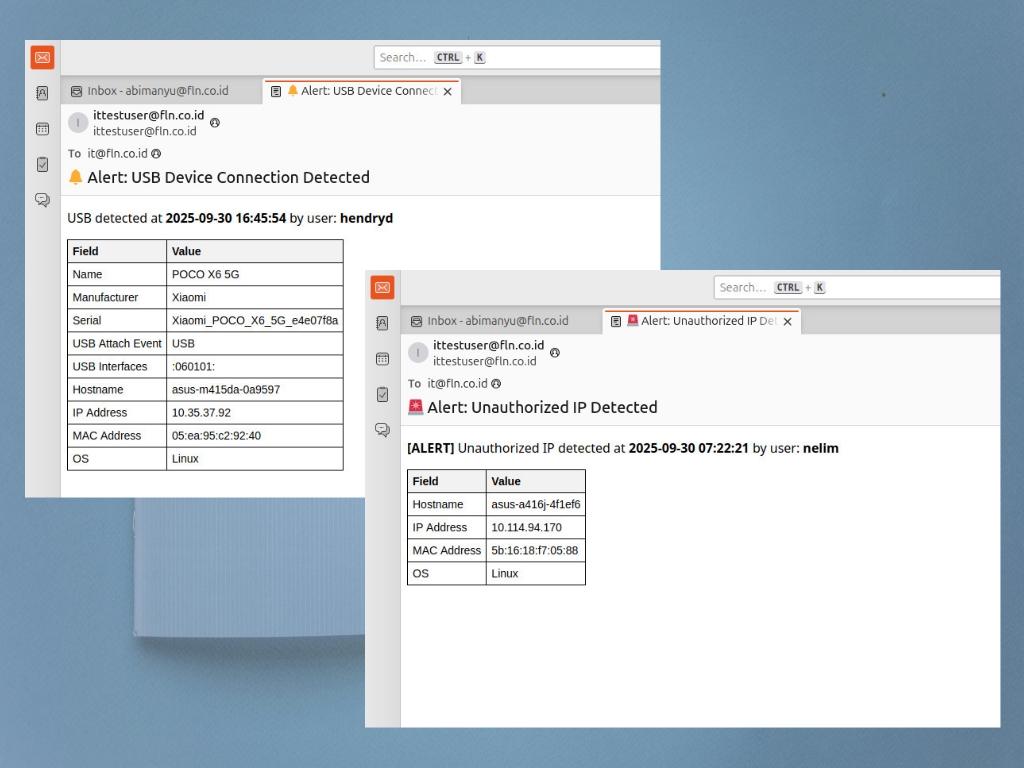 Search... CTRL + K
Inbox - abimanyu@fln.co.id
Alert: USB Device Connec
ittestuser@fln.co.id
ittestuser@fln.co.id
To it@fln.co.id
Alert: USB Device Connection Detected
USB detected at 2025-09-30 16:45:54 by user: hendryd
Field Value
Name POCO X6 5G
Manufacturer Xiaomi
Serial Xiaomi_POCO_X6_5G_e4e07f8a
USB Attach Event USB
USB Interfaces :060101:
Hostname asus-m415da-0a9597
IP Address 10.35.37.92
MAC Address 05:ea:95:c2:92:40
OS Linux
Search... CTRL + K
Inbox - abimanyu@fln.co.id
Alert: Unauthorized IP De
I
ittestuser@fln.co.id
ittestuser@fln.co.id
To it@fln.co.id
Alert: Unauthorized IP Detected
[ALERT] Unauthorized IP detected at 2025-09-30 07:22:21 by user: nelim
Field Value
Hostname asus-a416j-4f1ef6
IP Address 10.114.94.170
MAC Address 5b:16:18:f7:05:88
OS Linux